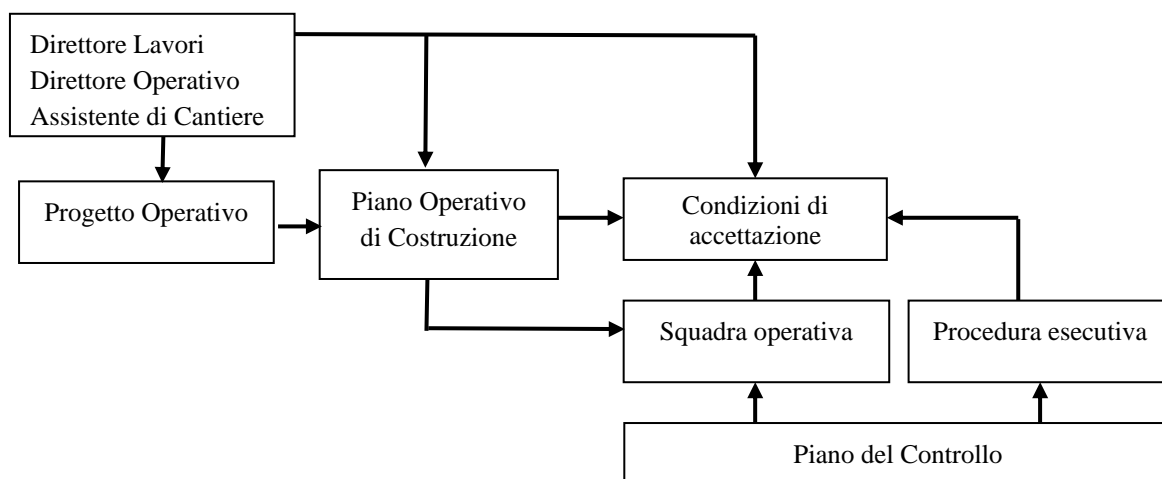 Direttore Lavori
Direttore Operativo
Assistente di Cantiere
Progetto Operativo
Piano Operativo
di Costruzione
Condizioni di
accettazione
Squadra operativa
Procedura esecutiva
Piano del Controllo